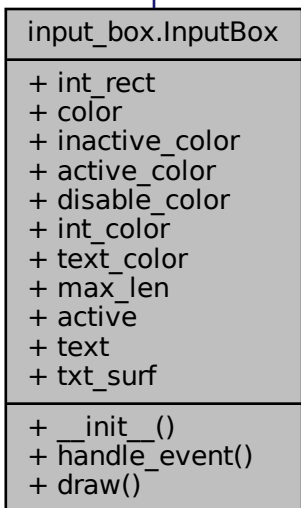 input_box.InputBox
+ int_rect
+ color
+ inactive_color
+ active_color
+ disable_color
+ int_color
+ text_color
+ max_len
+ active
+ text
+ txt_surf
+ __init__()
+ handle_event()
+ draw()